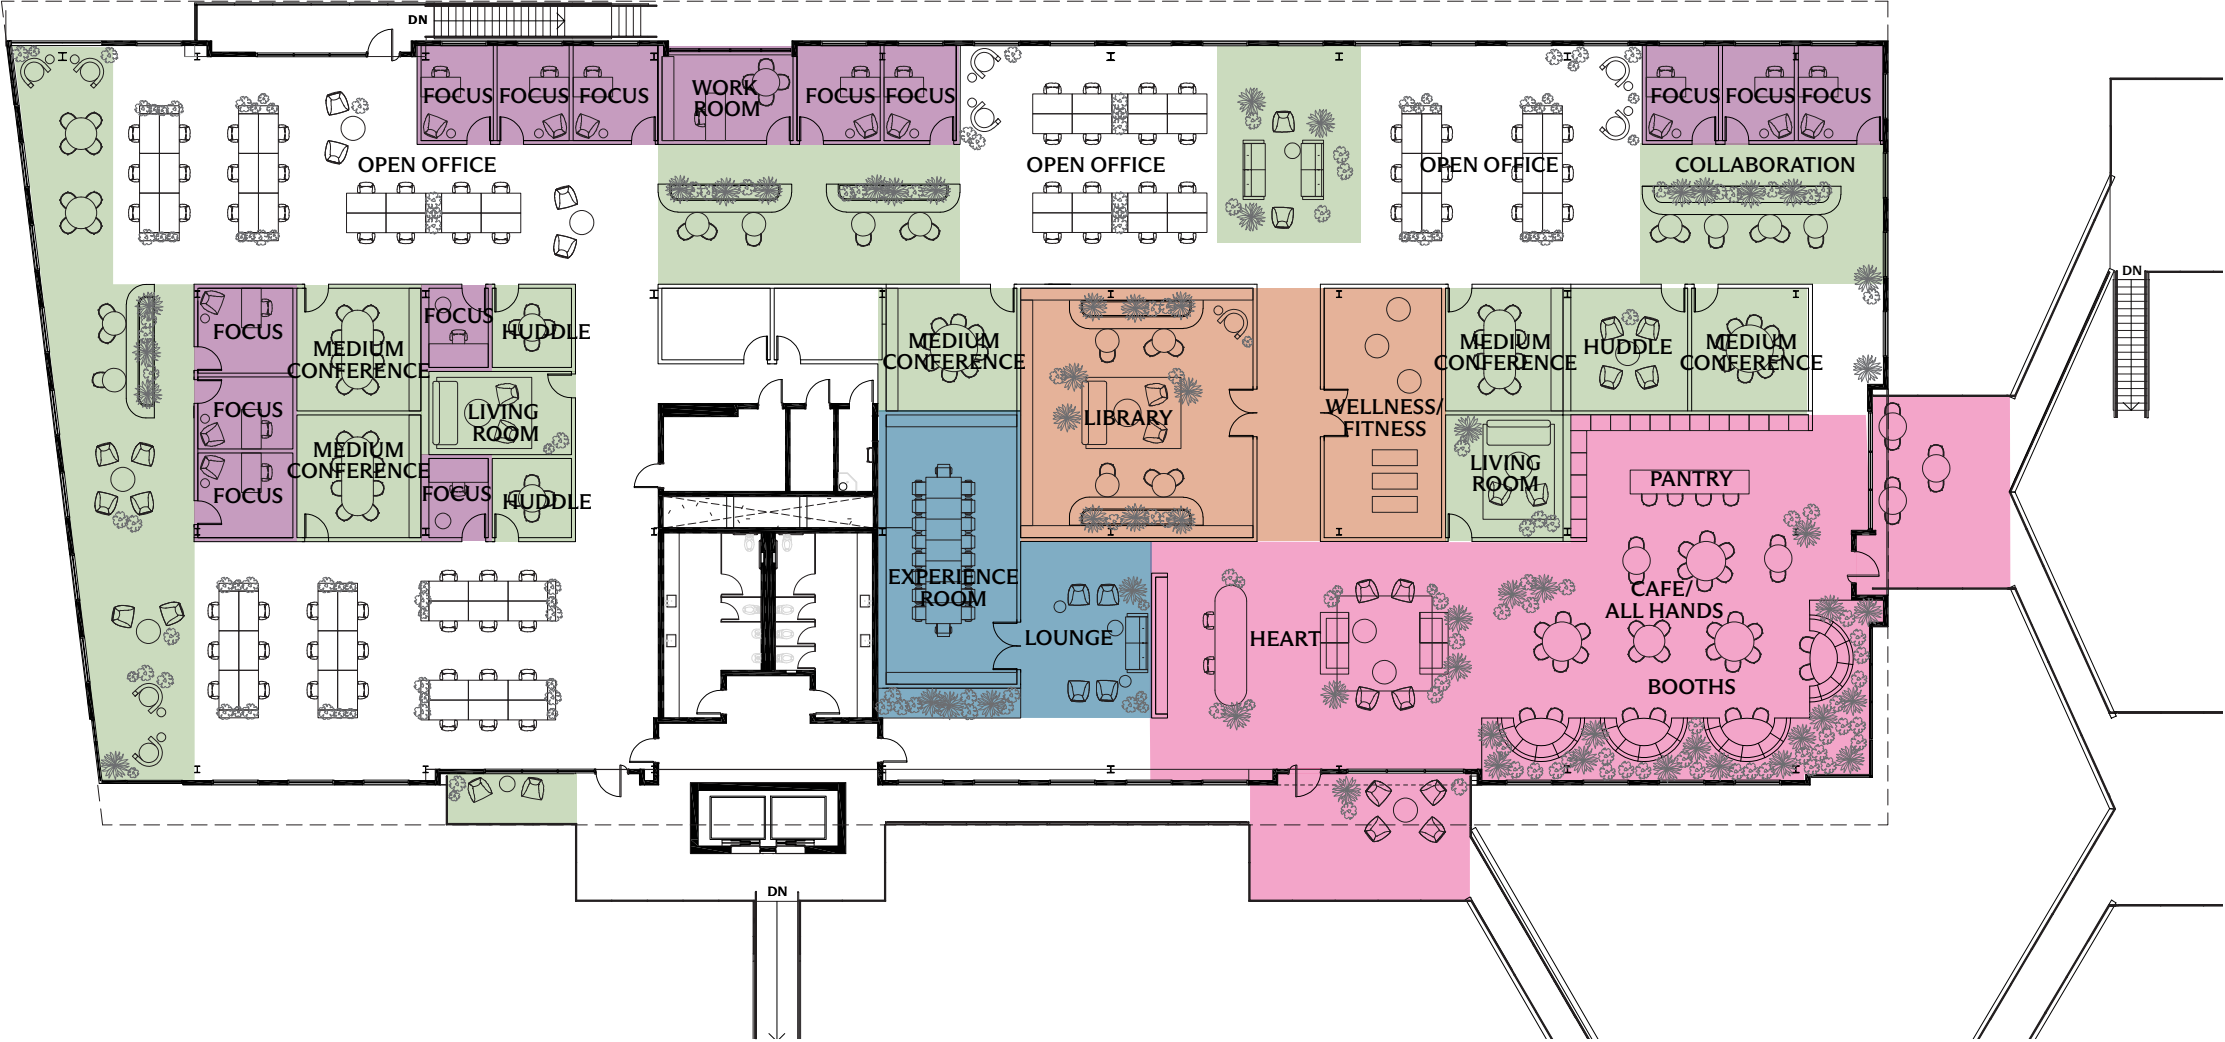 DN
FOCUS
FOCUS
FOCUS
WORK
ROOM
FOCUS
FOCUS
FOCUS
FOCUS
FOCUS
OPEN OFFICE
OPEN OFFICE
OPEN OFFICE
COLLABORATION
DN
FOCUS
MEDIUM
CONFERENCE
FOCUS
HUDDLE
MEDIUM
CONFERENCE
LIBRARY
WELLNESS/
FITNESS
MEDIUM
CONFERENCE
HUDDLE
MEDIUM
CONFERENCE
FOCUS
LIVING
ROOM
MEDIUM
CONFERENCE
FOCUS
FOCUS
HUDDLE
LIVING
ROOM
PANTRY
EXPERIENCE
ROOM
LOUNGE
HEART
CAFE/
ALL HANDS
BOOTHS
DN